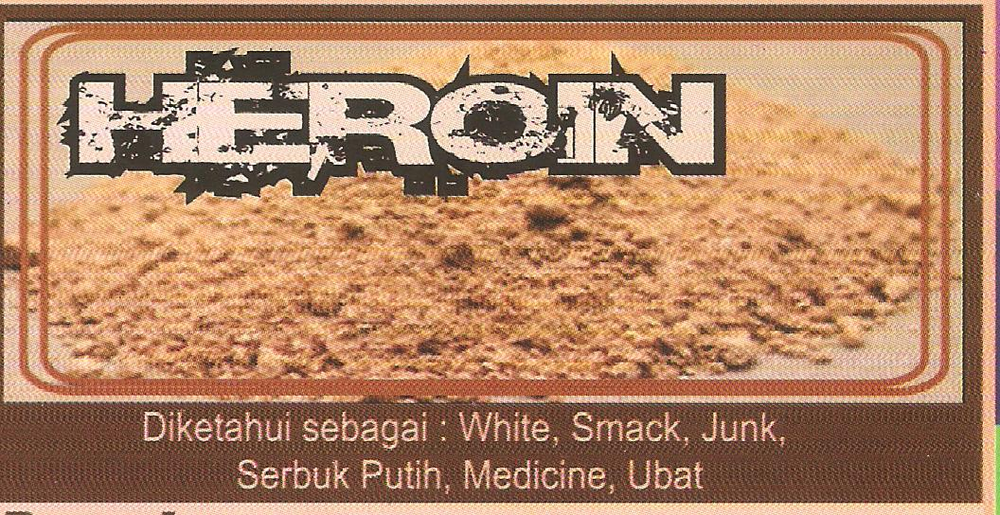 HEROIN
Diketahui sebagai : White, Smack, Junk,
Serbuk Putih, Medicine, Ubat